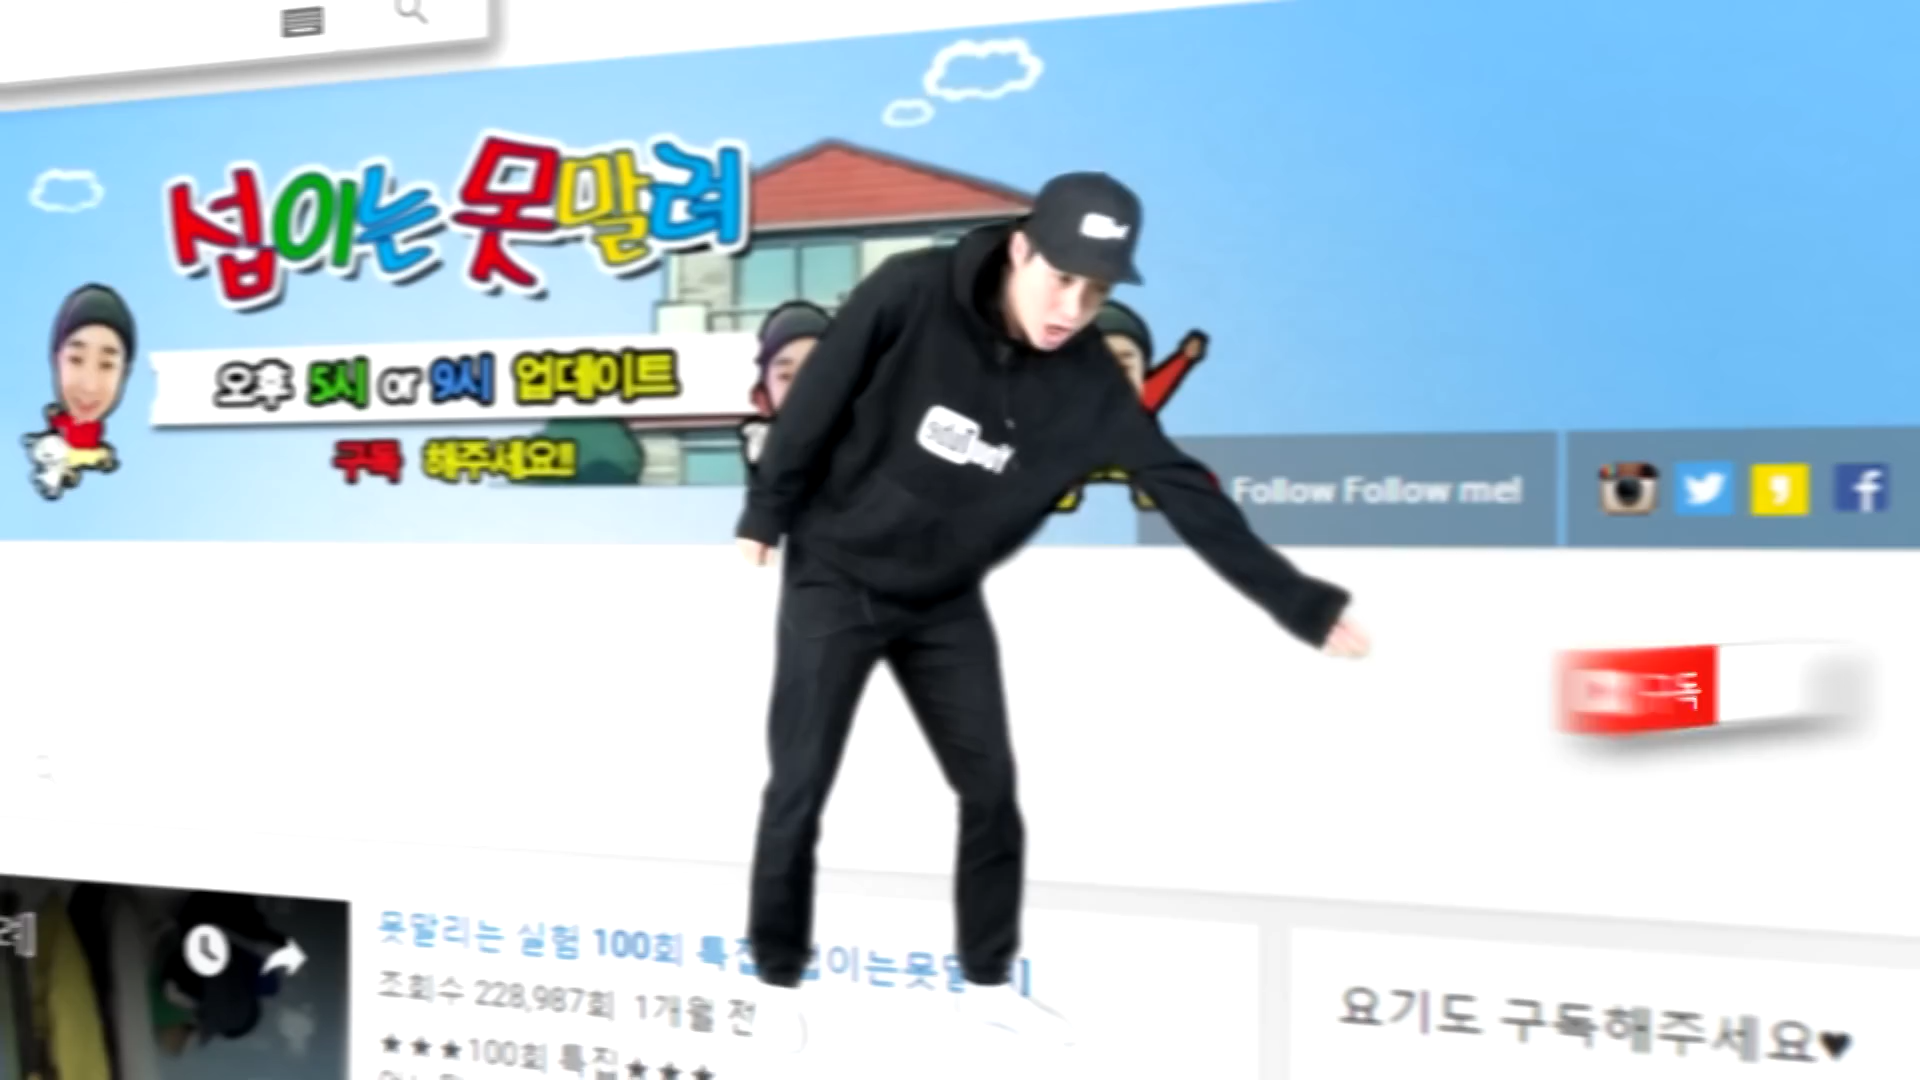 섭이는 못말려
오후 5시 or 9시 업데이트
구독 해주세요!!
Follow Follow me!
구독
못말리는 실험 100회 특집
조회수 228,987회 1개월 전
★★★100회 특집★★★
요기도 구독해주세요♥